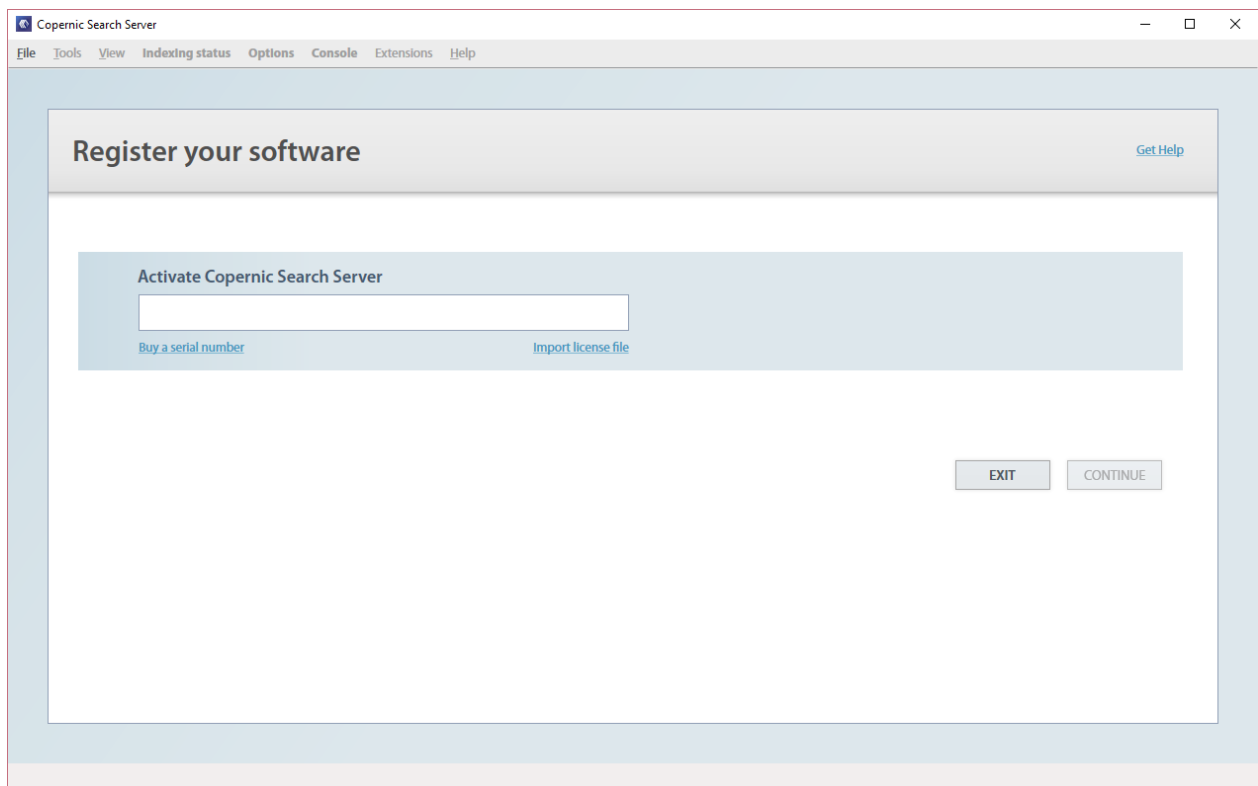 Copernic Search Server
File Tools View Indexing status Options Console Extensions Help
Register your software
Get Help
Activate Copernic Search Server
Buy a serial number Import license file
EXIT CONTINUE